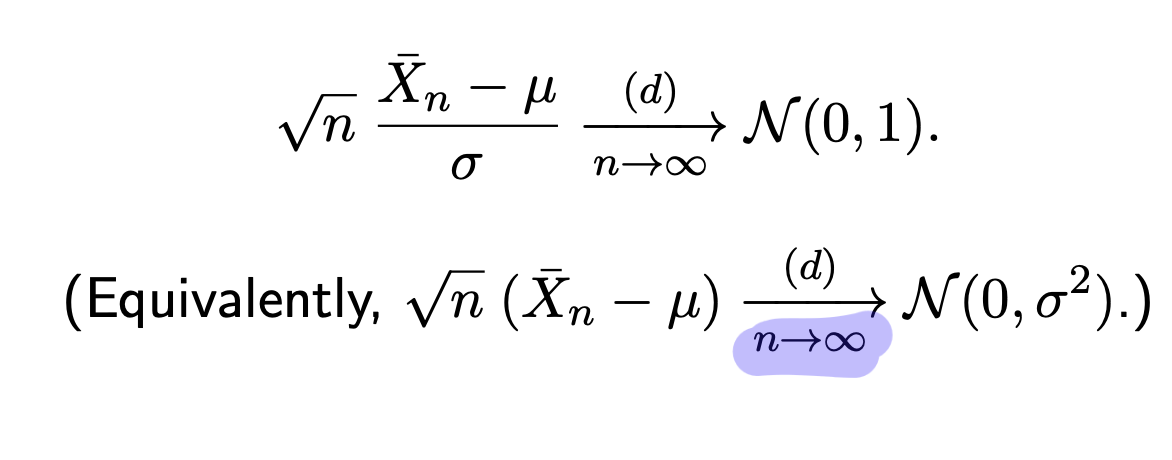 √n (X̄ₙ − μ)/σ —(d)→ n→∞ 𝒩(0, 1).
(Equivalently, √n (X̄ₙ − μ) —(d)→ n→∞ 𝒩(0, σ²).)